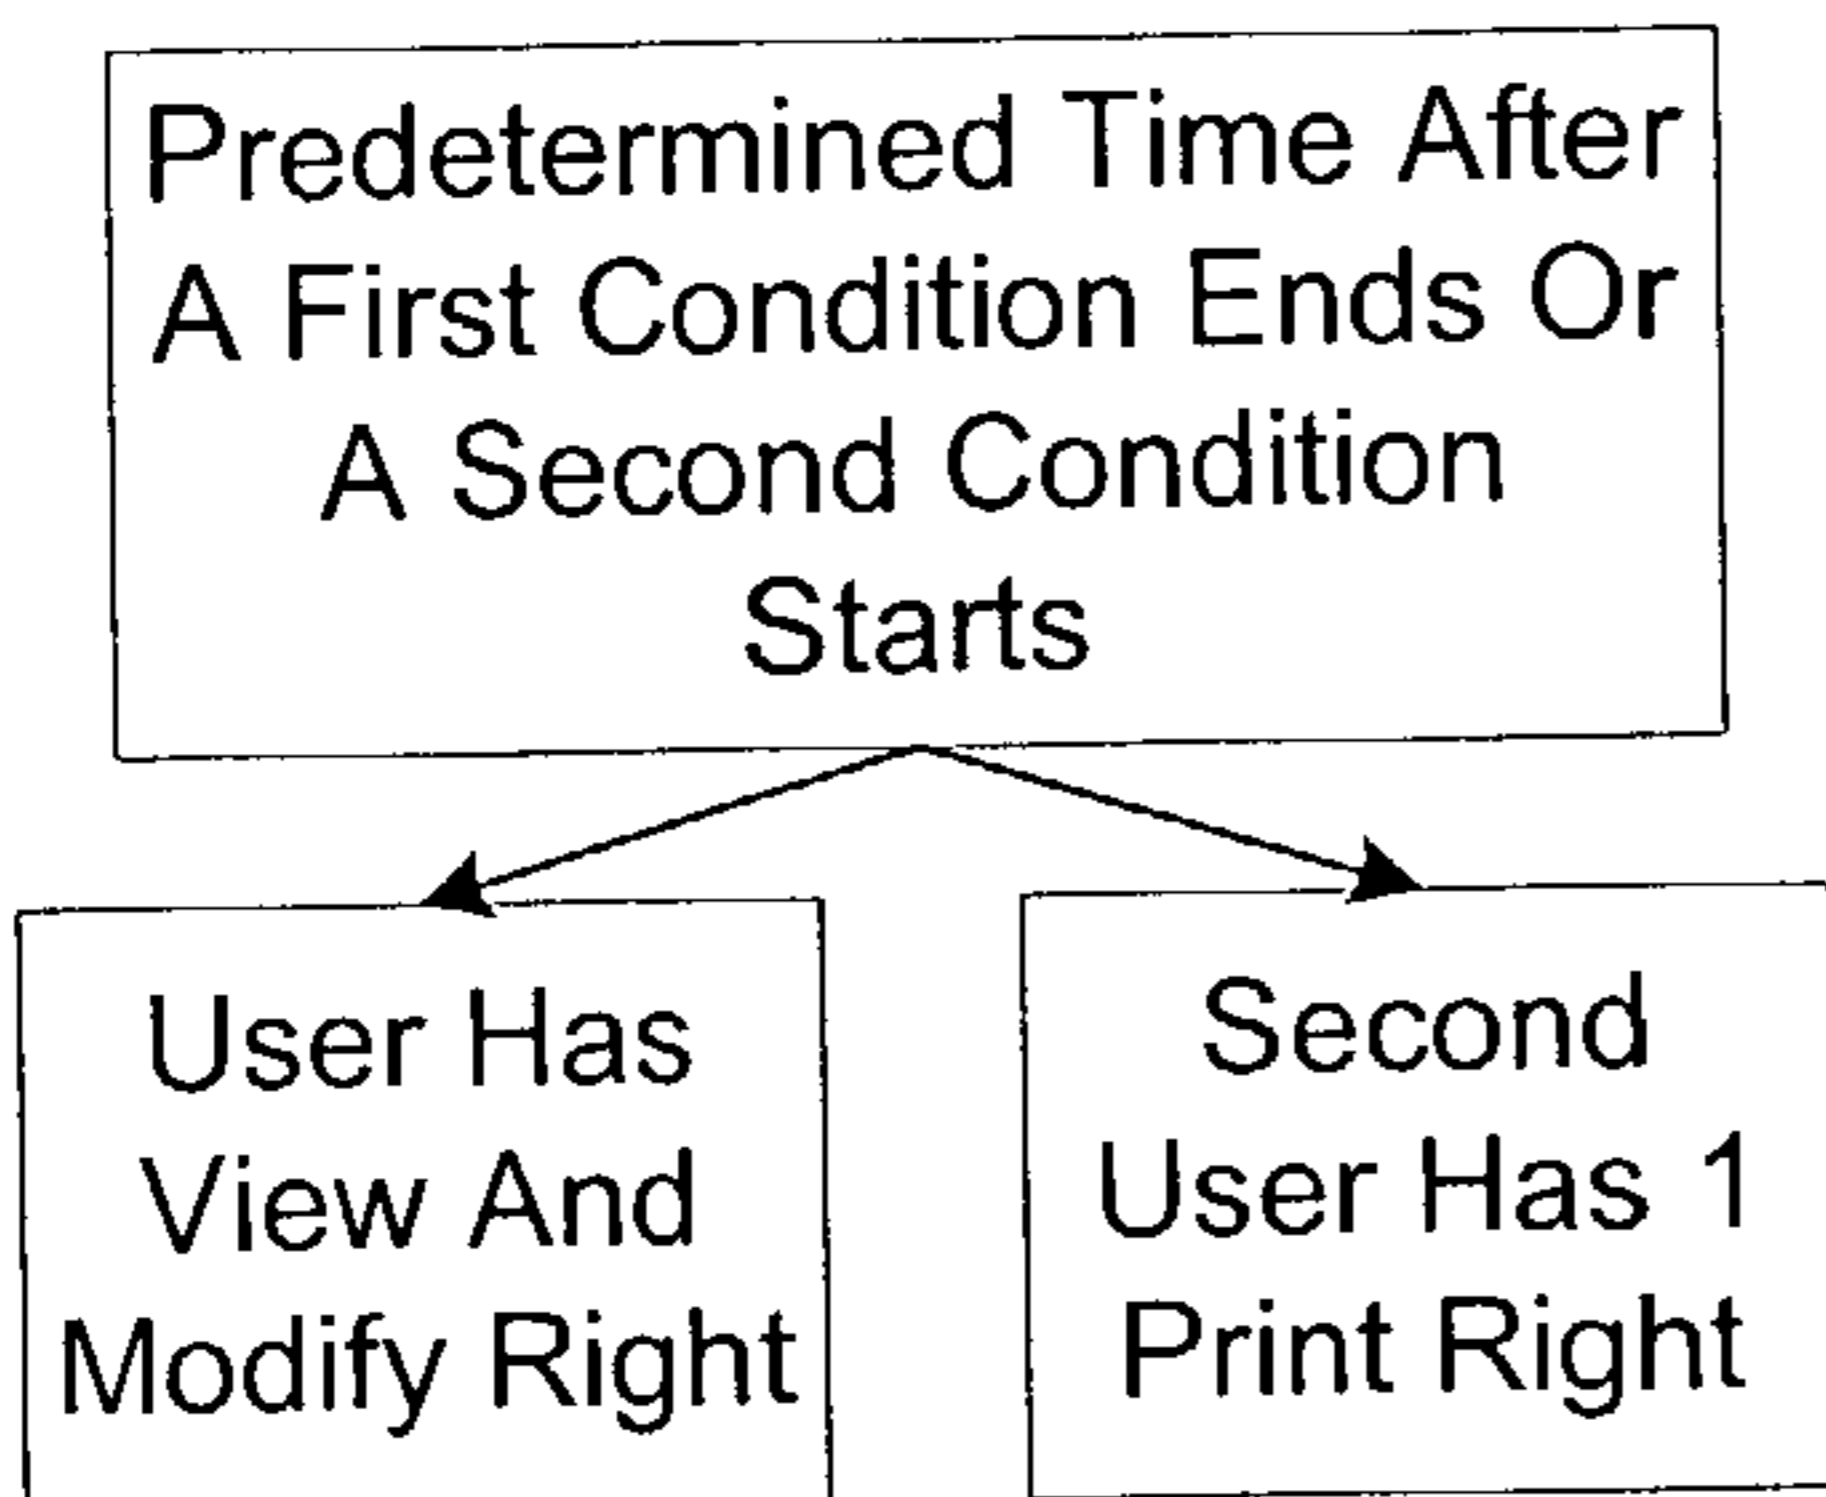 Predetermined Time After
A First Condition Ends Or
A Second Condition
Starts
User Has
View And
Modify Right
Second
User Has 1
Print Right